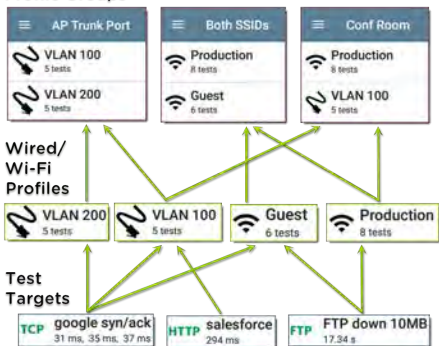 AP Trunk Port
VLAN 100
5 tests
VLAN 200
5 tests
Both SSIDs
Production
8 tests
Guest
6 tests
Conf Room
Production
8 tests
VLAN 100
5 tests
Wired/
Wi-Fi
Profiles
VLAN 200
5 tests
VLAN 100
5 tests
Guest
6 tests
Production
8 tests
Test
Targets
TCP google syn/ack
31 ms, 35 ms, 37 ms
HTTP salesforce
294 ms
FTP FTP down 10MB
17.34 s